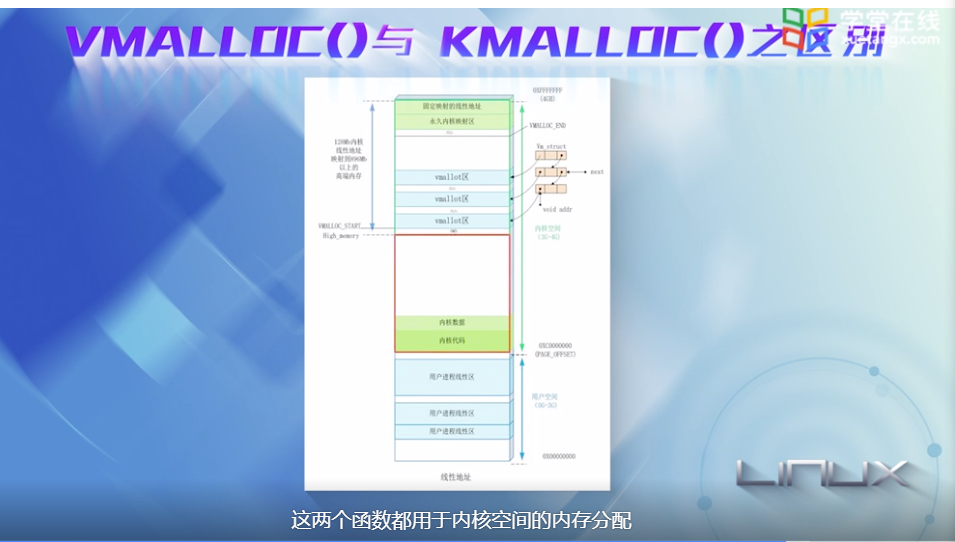 VMALLOC()与 KMALLOC()之区别
学堂在线
xuetangx.com
0XFFFFFFFF
(4GB)
固定映射的线性地址
永久内核映射区
VMALLOC_END
128Mb内核
线性地址
映射到896Mb
以上的
高端内存
Vm_struct
next
vmallot区
vmallot区
void addr
vmallot区
VMALLOC_START
High_memory
内核空间
(3G-4G)
内核数据
内核代码
0XC0000000
(PAGE_OFFSET)
用户进程线性区
用户空间
(0G-3G)
用户进程线性区
用户进程线性区
0X00000000
线性地址
LINUX
这两个函数都用于内核空间的内存分配